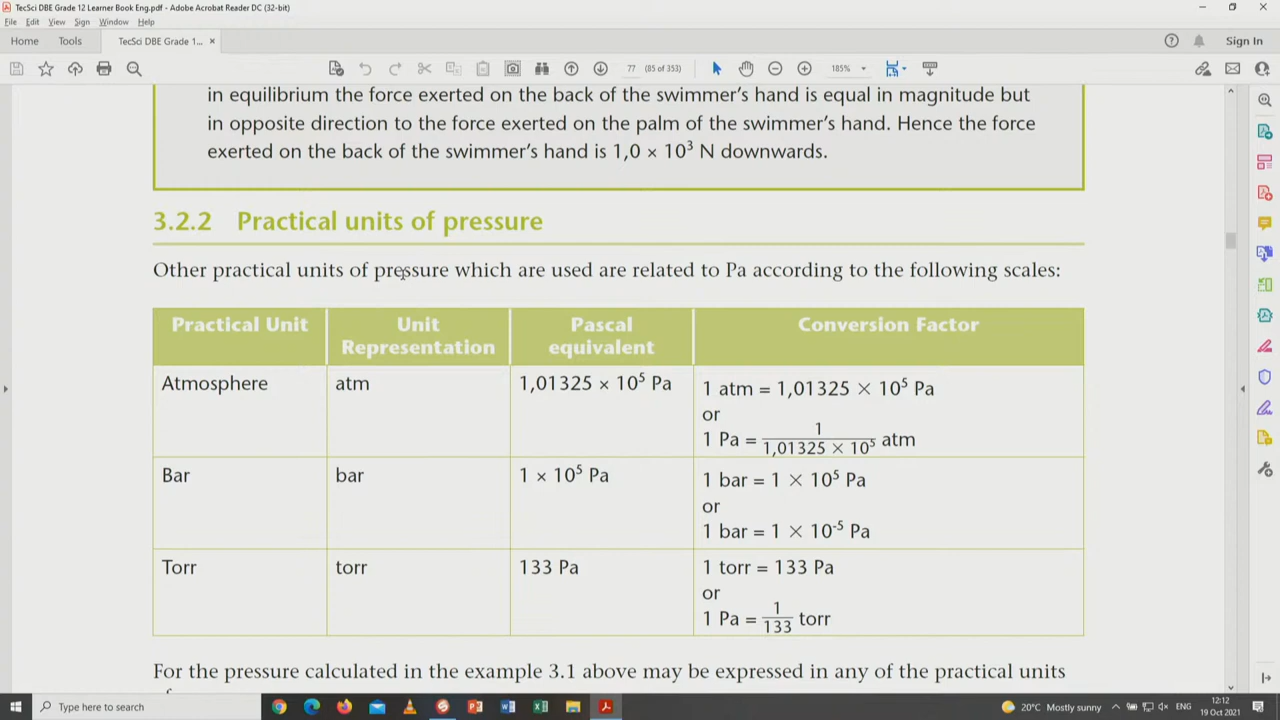 TecSci DBE Grade 12 Learner Book Eng.pdf - Adobe Acrobat Reader DC (32-bit)
File Edit View Sign Window Help
Home Tools TecSci DBE Grade 1... × Sign In
77 (85 of 353) 185%
in equilibrium the force exerted on the back of the swimmer's hand is equal in magnitude but
in opposite direction to the force exerted on the palm of the swimmer's hand. Hence the force
exerted on the back of the swimmer's hand is 1,0 × 10³ N downwards.
3.2.2 Practical units of pressure
Other practical units of pressure which are used are related to Pa according to the following scales:
Practical Unit
Unit
Representation
Pascal
equivalent
Conversion Factor
Atmosphere
atm
1,01325 × 10⁵ Pa
1 atm = 1,01325 × 10⁵ Pa
or
1 Pa = 1/(1,01325 × 10⁵) atm
Bar
bar
1 × 10⁵ Pa
1 bar = 1 × 10⁵ Pa
or
1 bar = 1 × 10⁻⁵ Pa
Torr
torr
133 Pa
1 torr = 133 Pa
or
1 Pa = 1/133 torr
For the pressure calculated in the example 3.1 above may be expressed in any of the practical units
Type here to search
20°C Mostly sunny
ENG
12:12
19 Oct 2021